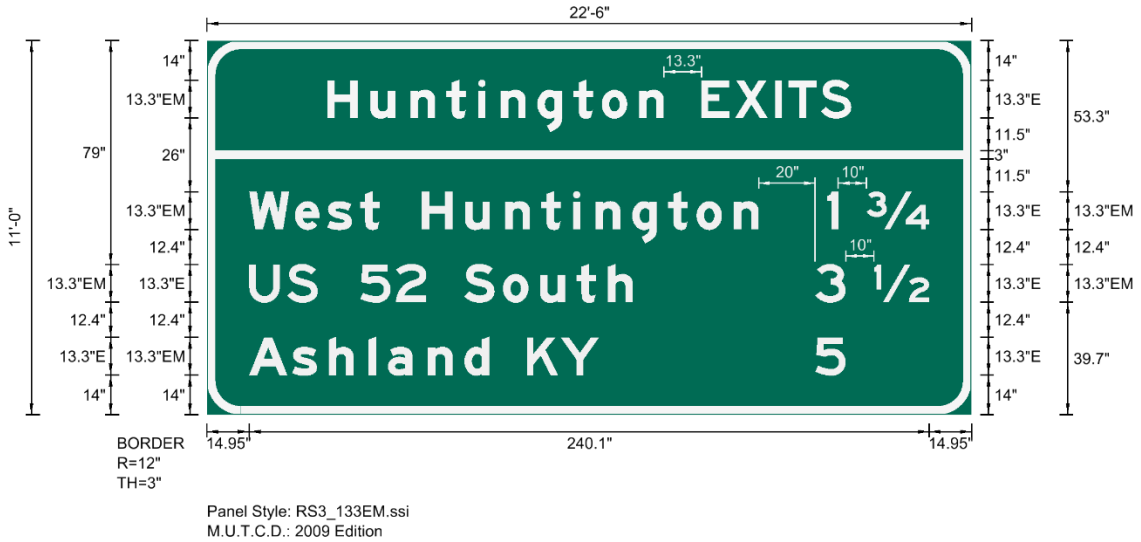 22'-6"
14" 14"
13.3"
13.3"EM Huntington EXITS 13.3"E 53.3"
11.5"
79" 26" 3"
11.5"
20" 10"
11'-0" 13.3"EM West Huntington 1 3/4 13.3"E 13.3"EM
12.4" 12.4" 12.4"
10"
13.3"EM 13.3"E US 52 South 3 1/2 13.3"E 13.3"EM
12.4" 12.4" 12.4"
13.3"E 13.3"EM Ashland KY 5 13.3"E 39.7"
14" 14" 14"
BORDER 14.95" 240.1" 14.95"
R=12"
TH=3"
Panel Style: RS3_133EM.ssi
M.U.T.C.D.: 2009 Edition